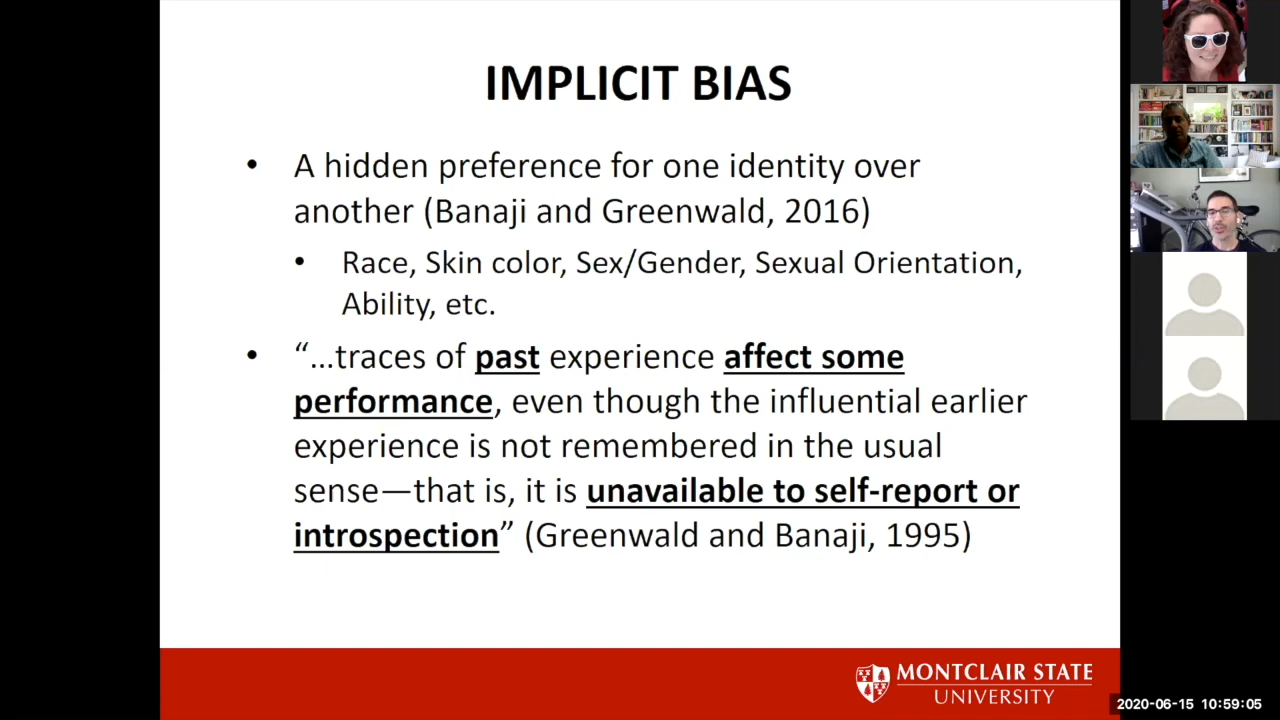 IMPLICIT BIAS
• A hidden preference for one identity over
another (Banaji and Greenwald, 2016)
• Race, Skin color, Sex/Gender, Sexual Orientation,
Ability, etc.
• “…traces of past experience affect some
performance, even though the influential earlier
experience is not remembered in the usual
sense—that is, it is unavailable to self-report or
introspection” (Greenwald and Banaji, 1995)
MONTCLAIR STATE
UNIVERSITY
2020-06-15 10:59:05